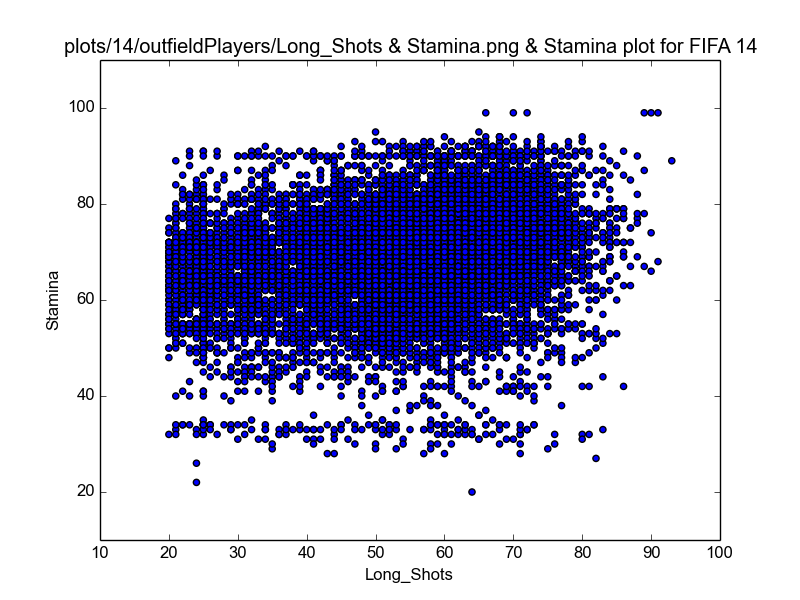 plots/14/outfieldPlayers/Long_Shots & Stamina.png & Stamina plot for FIFA 14
100
80
60
40
20
Stamina
10 20 30 40 50 60 70 80 90 100
Long_Shots